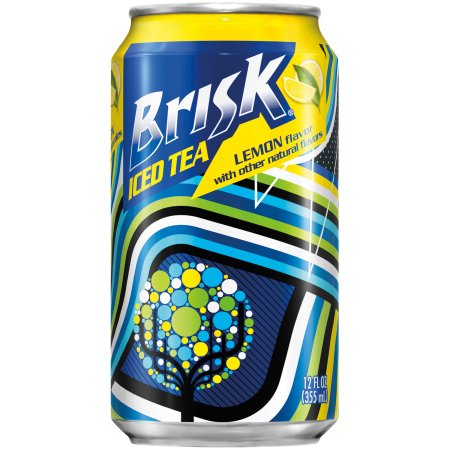 Brisk®
ICED TEA
LEMON flavor
with other natural flavors
12 FL OZ
(355 mL)